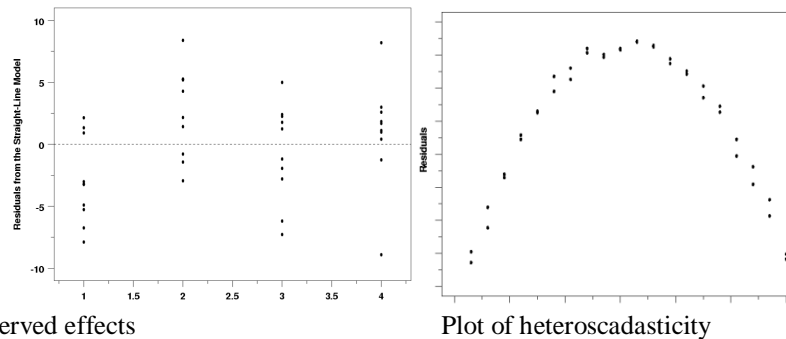 Residuals from the Straight-Line Model
10
5
0
-5
-10
1 1.5 2 2.5 3 3.5 4
Residuals
erved effects
Plot of heteroscadasticity